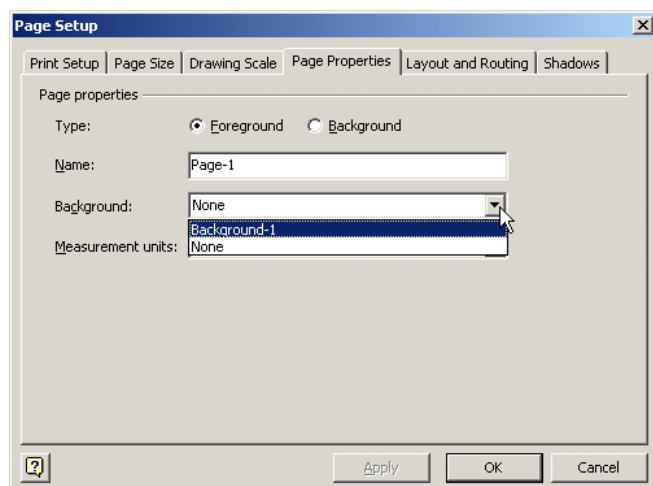 Page Setup
Print Setup Page Size Drawing Scale Page Properties Layout and Routing Shadows
Page properties
Type: Foreground Background
Name: Page-1
Background: None
Background-1
Measurement units: None
Apply OK Cancel